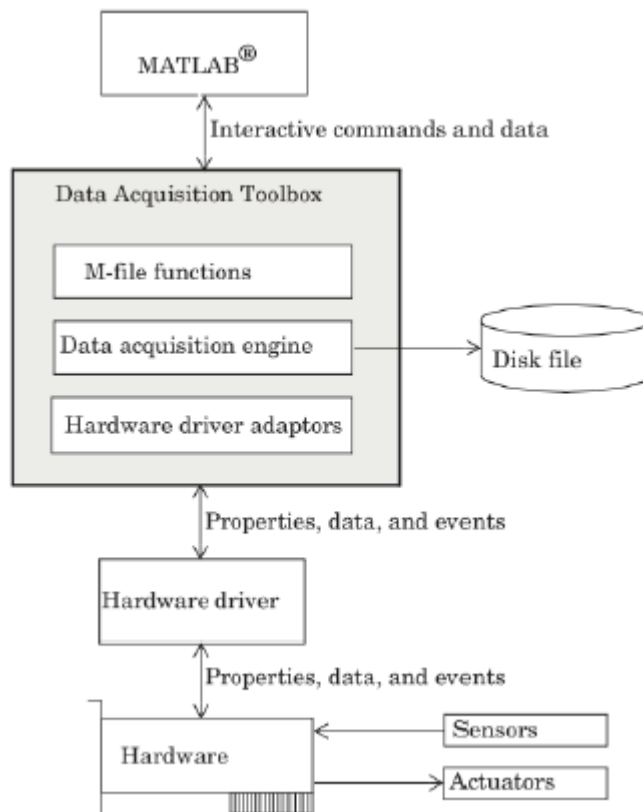 MATLAB®
Interactive commands and data
Data Acquisition Toolbox
M-file functions
Data acquisition engine
Disk file
Hardware driver adaptors
Properties, data, and events
Hardware driver
Properties, data, and events
Sensors
Hardware
Actuators